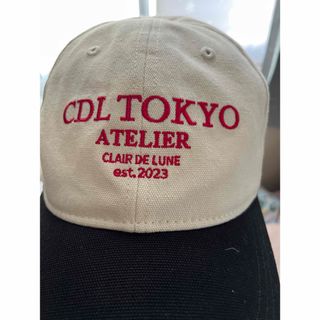 CDL TOKYO
ATELIER
CLAIR DE LUNE
est.2023